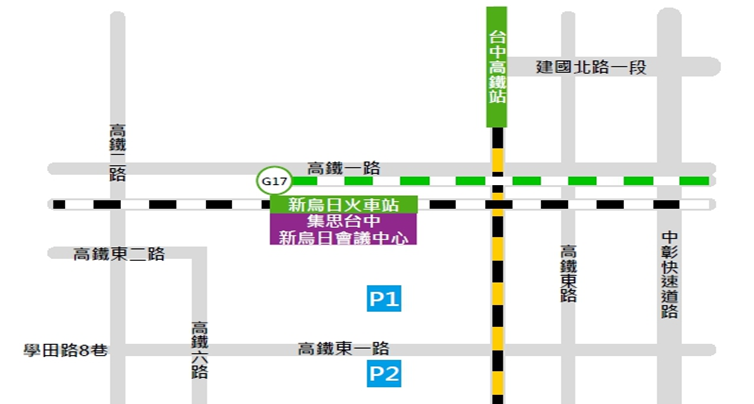 台中高鐵站
建國北路一段
高鐵二路
高鐵一路
G17
新烏日火車站
集思台中
新烏日會議中心
高鐵東二路
高鐵東路
中彰快速道路
P1
高鐵六路
學田路8巷
高鐵東一路
P2